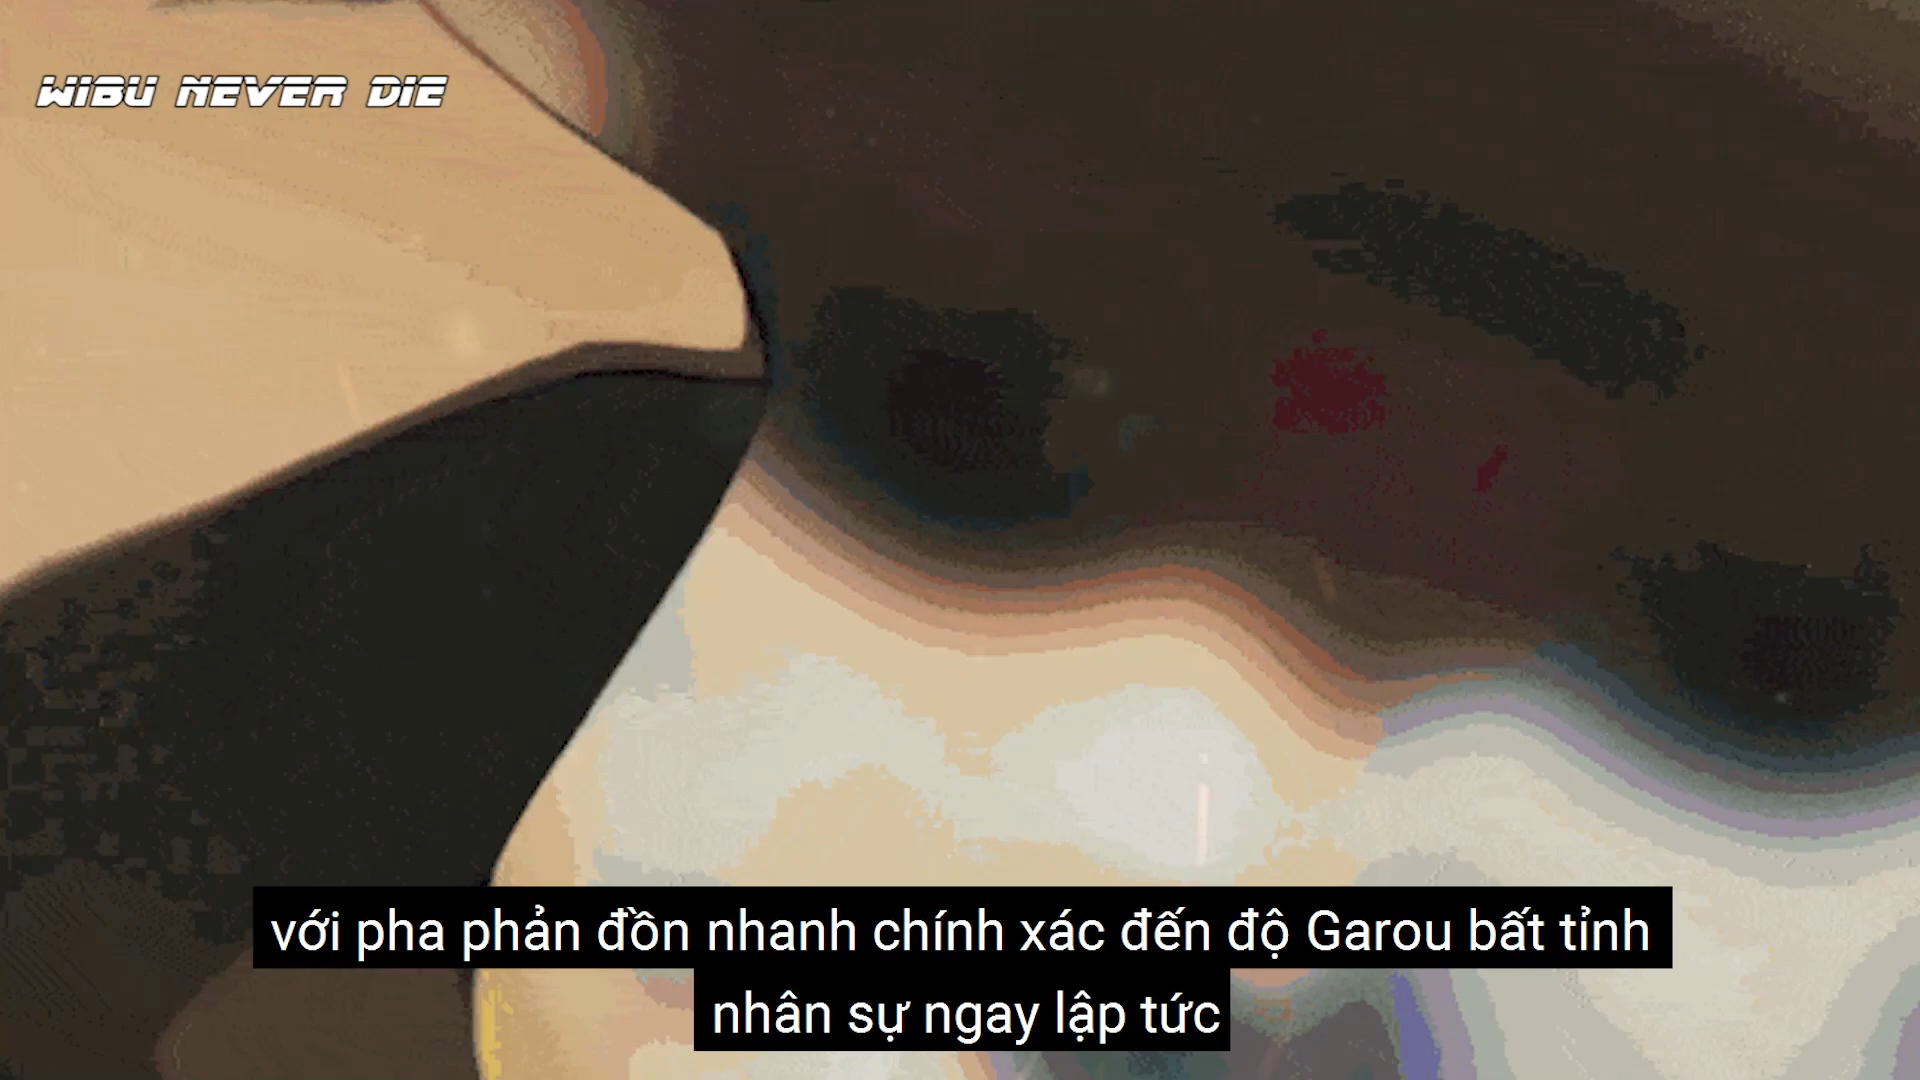 WIBU NEVER DIE
với pha phản đồn nhanh chính xác đến độ Garou bất tỉnh
nhân sự ngay lập tức